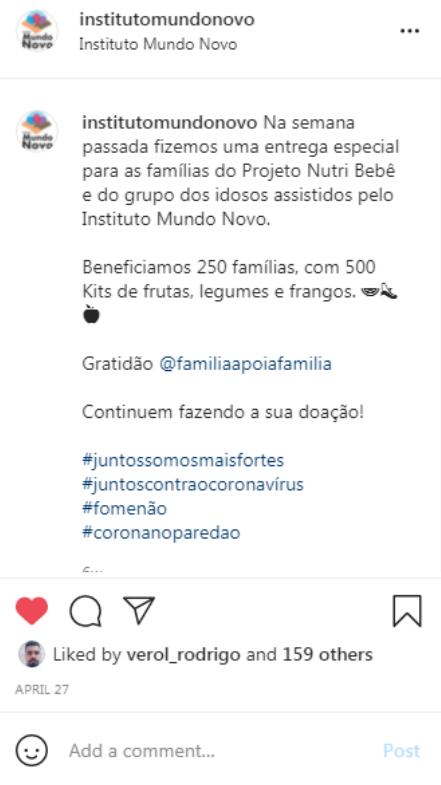 institutomundonovo
Instituto Mundo Novo
Mundo
Novo
Mundo
Novo
institutomundonovo Na semana
passada fizemos uma entrega especial
para as famílias do Projeto Nutri Bebê
e do grupo dos idosos assistidos pelo
Instituto Mundo Novo.
Beneficiamos 250 famílias, com 500
Kits de frutas, legumes e frangos.
Gratidão @familiaapoiafamilia
Continuem fazendo a sua doação!
#juntossomosmaisfortes
#juntoscontraocoronavírus
#fomenão
#coronanoparedao
Liked by verol_rodrigo and 159 others
APRIL 27
Add a comment...
Post